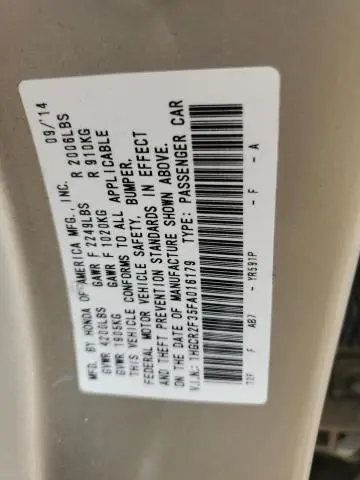 MFD. BY HONDA OF AMERICA MFG., INC. 09/'14
GVWR 4200LBS GAWR F 2249LBS R 2006LBS
GVWR 1905KG GAWR F 1020KG R 910KG
THIS VEHICLE CONFORMS TO ALL APPLICABLE
FEDERAL MOTOR VEHICLE SAFETY, BUMPER,
AND THEFT PREVENTION STANDARDS IN EFFECT
ON THE DATE OF MANUFACTURE SHOWN ABOVE.
V.I.N.: 1HGCR2F35FA016179 TYPE: PASSENGER CAR
T2F F AB7 - YR591P - F - A